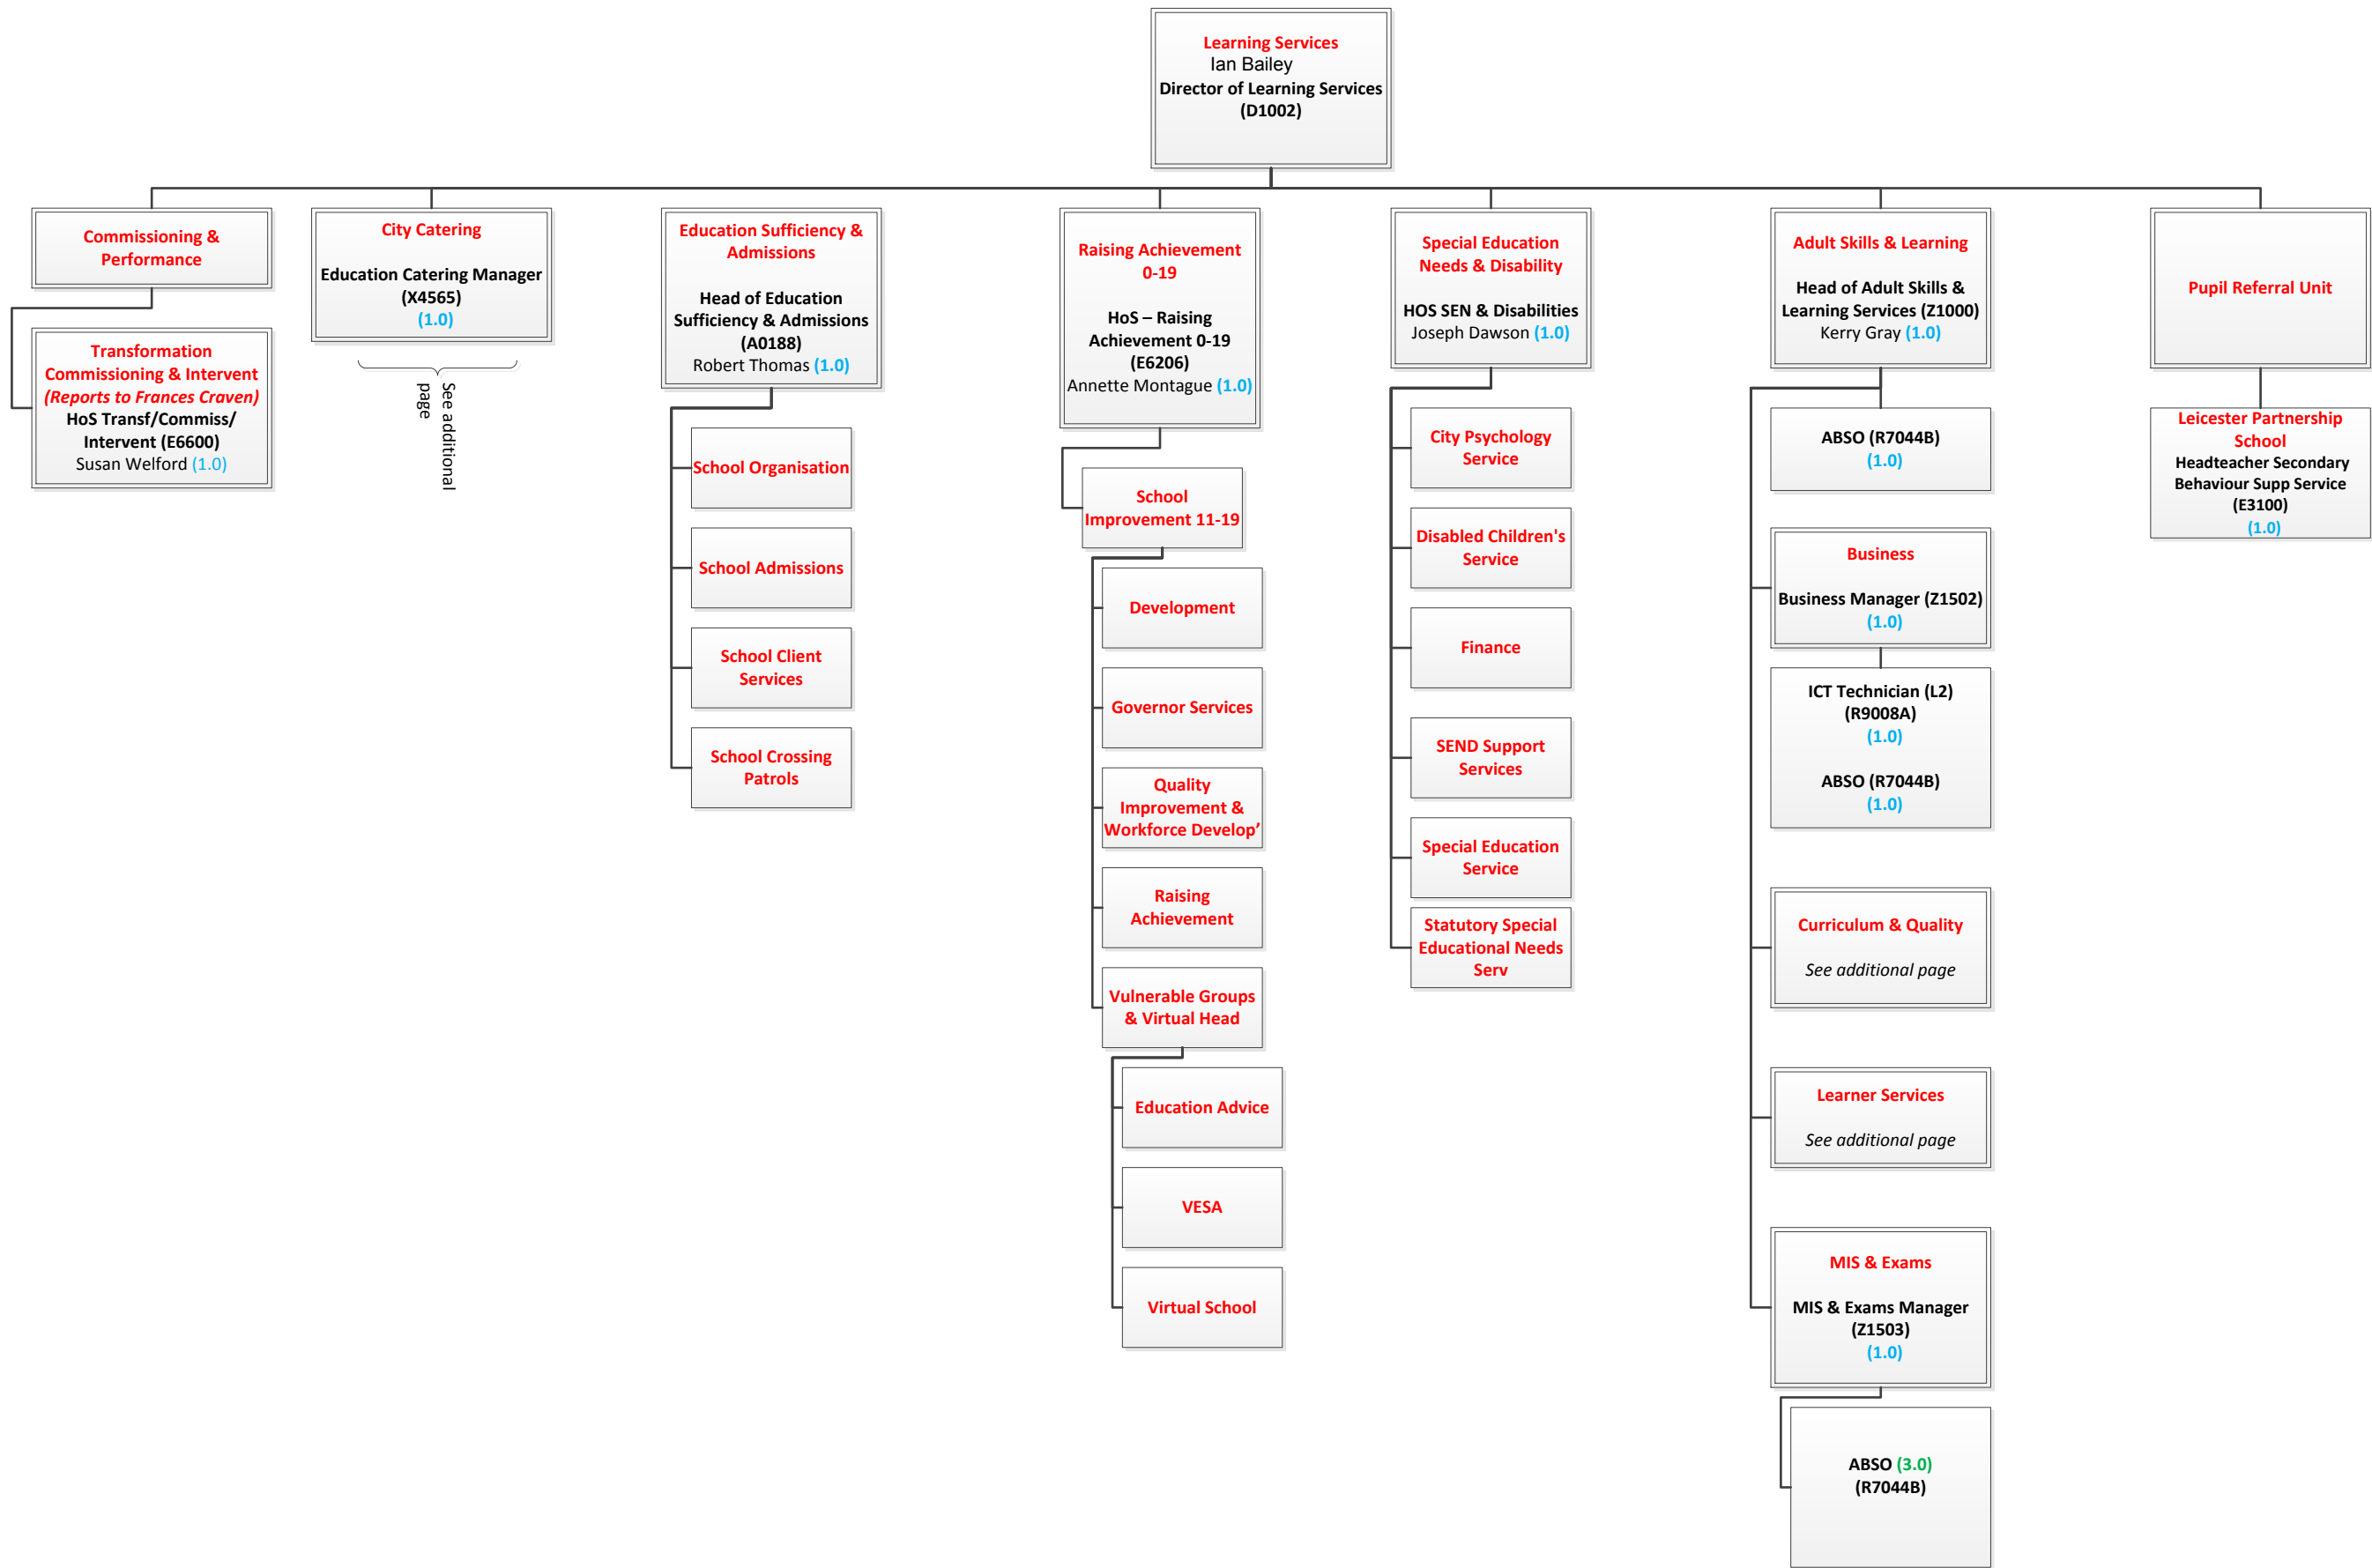 Learning Services
Ian Bailey
Director of Learning Services
(D1002)
Commissioning &
Performance
Transformation
Commissioning & Intervent
(Reports to Frances Craven)
HoS Transf/Commiss/
Intervent (E6600)
Susan Welford (1.0)
City Catering
Education Catering Manager
(X4565)
(1.0)
See additional
page
Education Sufficiency &
Admissions
Head of Education
Sufficiency & Admissions
(A0188)
Robert Thomas (1.0)
School Organisation
School Admissions
School Client
Services
School Crossing
Patrols
Raising Achievement
0-19
HoS – Raising
Achievement 0-19
(E6206)
Annette Montague (1.0)
School
Improvement 11-19
Development
Governor Services
Quality
Improvement &
Workforce Develop’
Raising
Achievement
Vulnerable Groups
& Virtual Head
Education Advice
VESA
Virtual School
Special Education
Needs & Disability
HOS SEN & Disabilities
Joseph Dawson (1.0)
City Psychology
Service
Disabled Children's
Service
Finance
SEND Support
Services
Special Education
Service
Statutory Special
Educational Needs
Serv
Adult Skills & Learning
Head of Adult Skills &
Learning Services (Z1000)
Kerry Gray (1.0)
ABSO (R7044B)
(1.0)
Business
Business Manager (Z1502)
(1.0)
ICT Technician (L2)
(R9008A)
(1.0)
ABSO (R7044B)
(1.0)
Curriculum & Quality
See additional page
Learner Services
See additional page
MIS & Exams
MIS & Exams Manager
(Z1503)
(1.0)
ABSO (3.0)
(R7044B)
Pupil Referral Unit
Leicester Partnership
School
Headteacher Secondary
Behaviour Supp Service
(E3100)
(1.0)